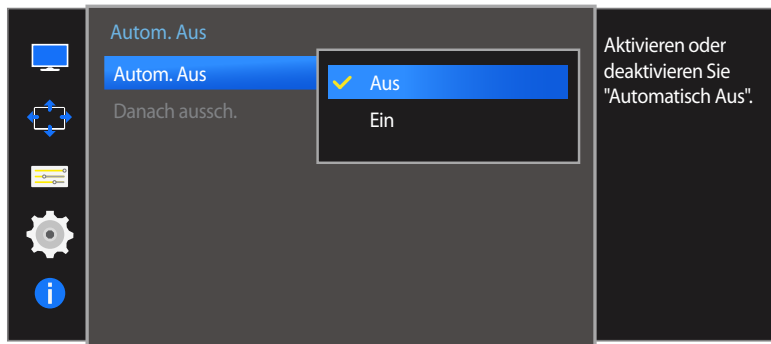 Autom. Aus
Autom. Aus
Aus
Danach aussch.
Ein
Aktivieren oder
deaktivieren Sie
"Automatisch Aus".